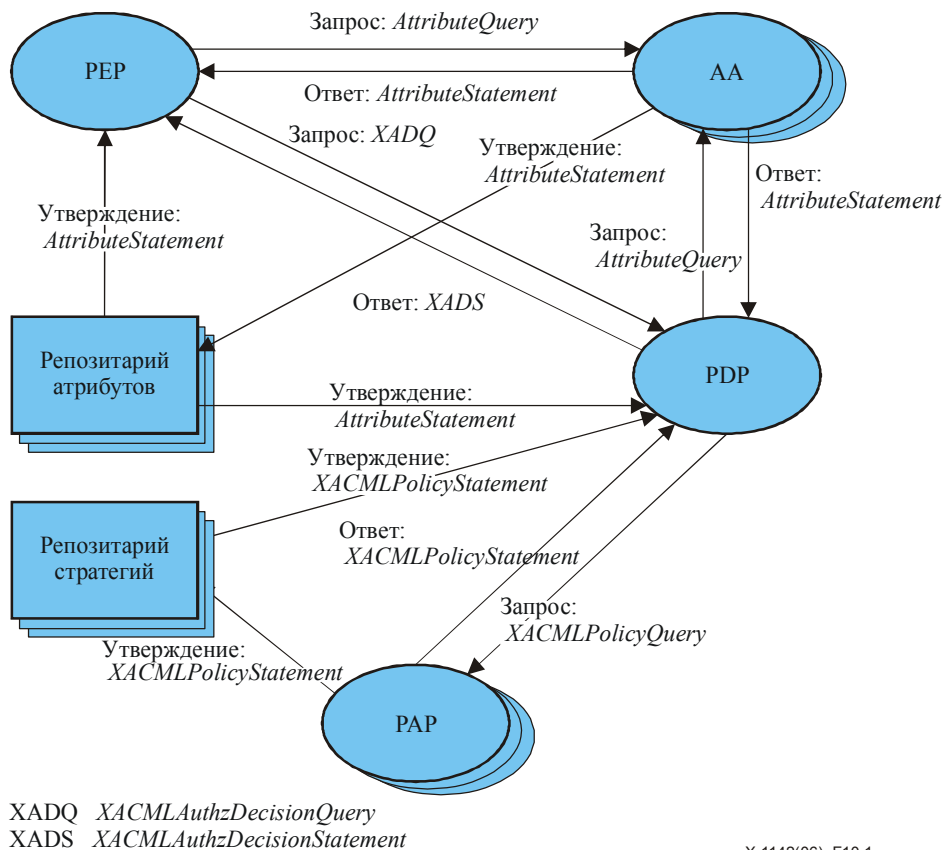 Запрос: AttributeQuery
PEP
AA
Ответ: AttributeStatement
Запрос: XADQ
Утверждение:
AttributeStatement
Ответ:
AttributeStatement
Утверждение:
AttributeStatement
Запрос:
AttributeQuery
Ответ: XADS
Репозитарий
атрибутов
PDP
Утверждение:
AttributeStatement
Утверждение:
XACMLPolicyStatement
Репозитарий
стратегий
Ответ:
XACMLPolicyStatement
Запрос:
XACMLPolicyQuery
Утверждение:
XACMLPolicyStatement
PAP
XADQ XACMLAuthzDecisionQuery
XADS XACMLAuthzDecisionStatement